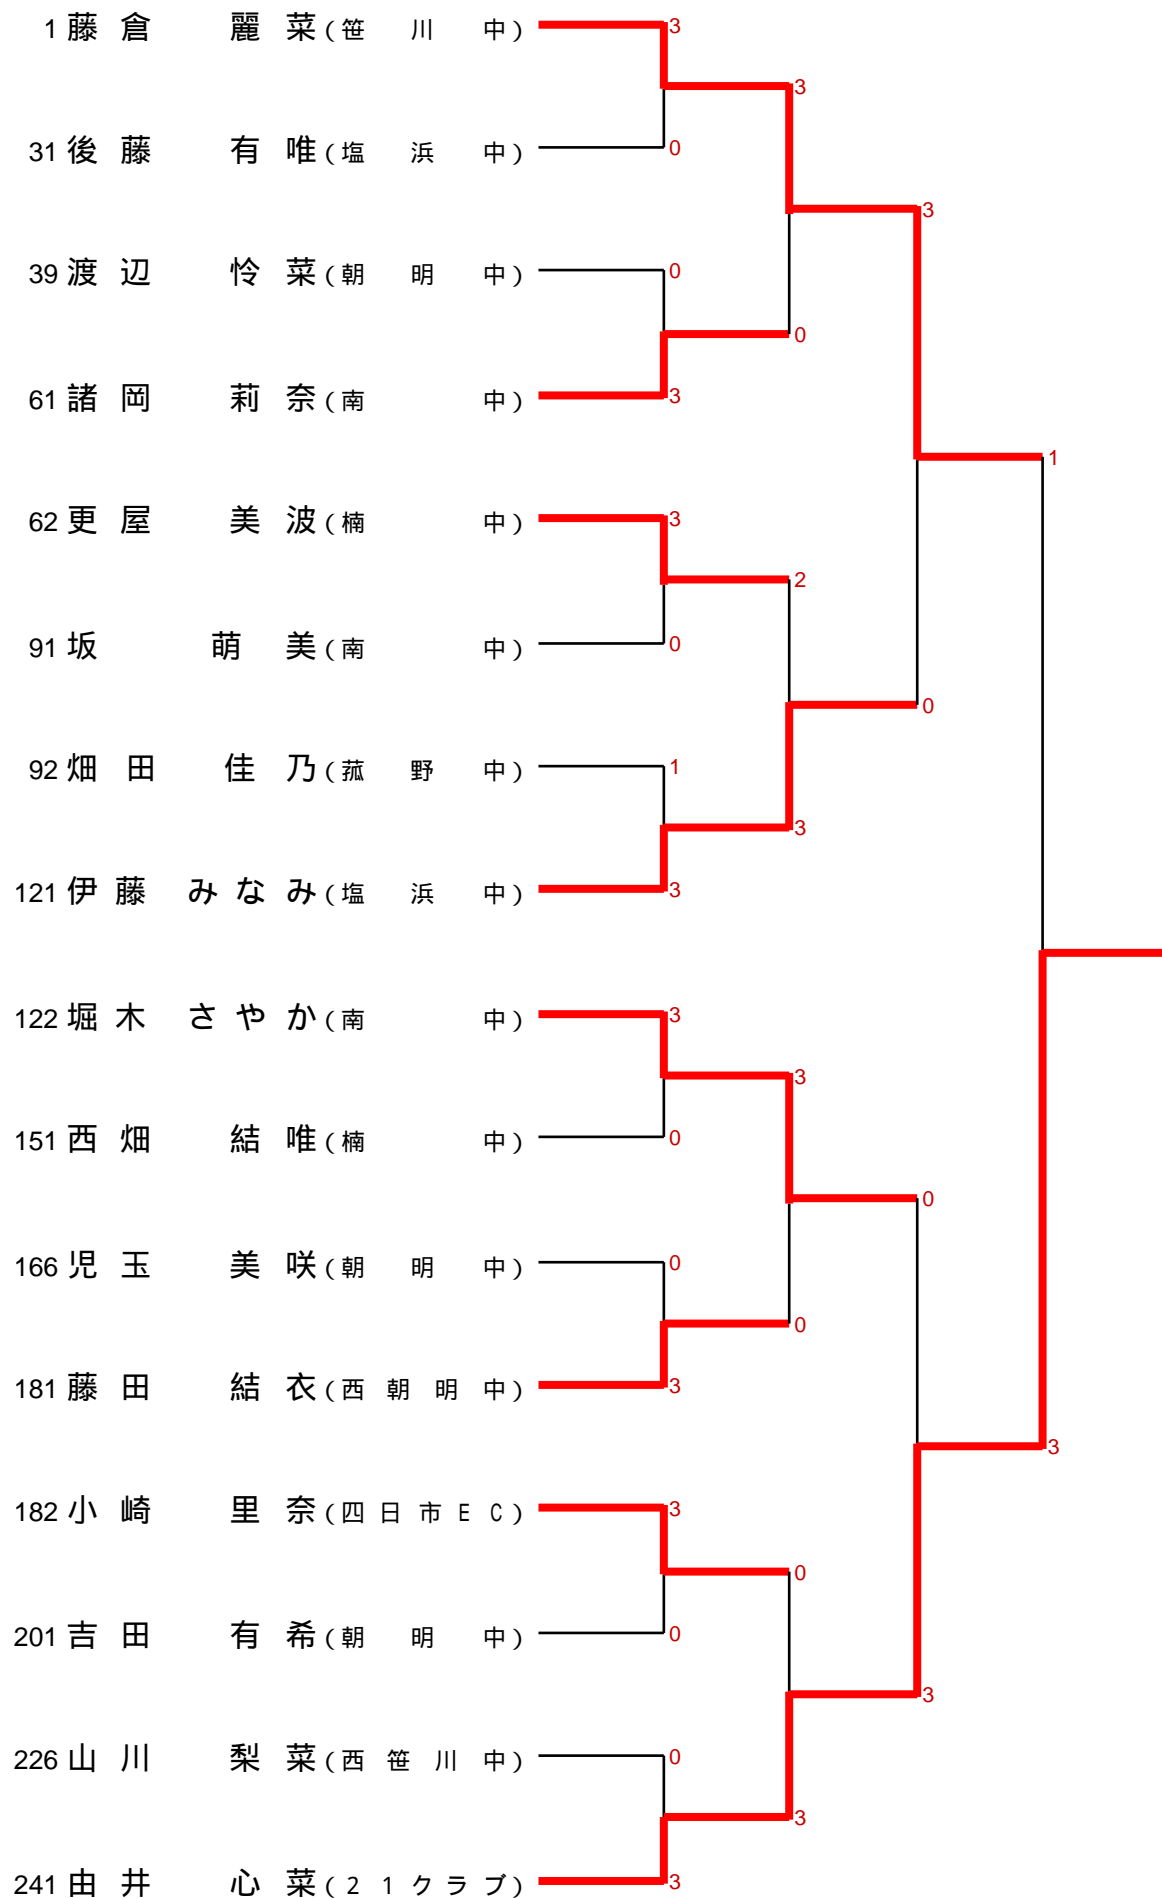 1 藤倉 麗菜(笹川中) 3
3
31 後藤 有唯(塩浜中) 0
3
39 渡辺 怜菜(朝明中) 0
0
61 諸岡 莉奈(南中) 3
1
62 更屋 美波(楠中) 3
2
91 坂 萌美(南中) 0
0
92 畑田 佳乃(菰野中) 1
3
121 伊藤 みなみ(塩浜中) 3
122 堀木 さやか(南中) 3
3
151 西畑 結唯(楠中) 0
0
166 児玉 美咲(朝明中) 0
0
181 藤田 結衣(西朝明中) 3
3
182 小崎 里奈(四日市EC) 3
0
201 吉田 有希(朝明中) 0
3
226 山川 梨菜(西笹川中) 0
3
241 由井 心菜(21クラブ) 3